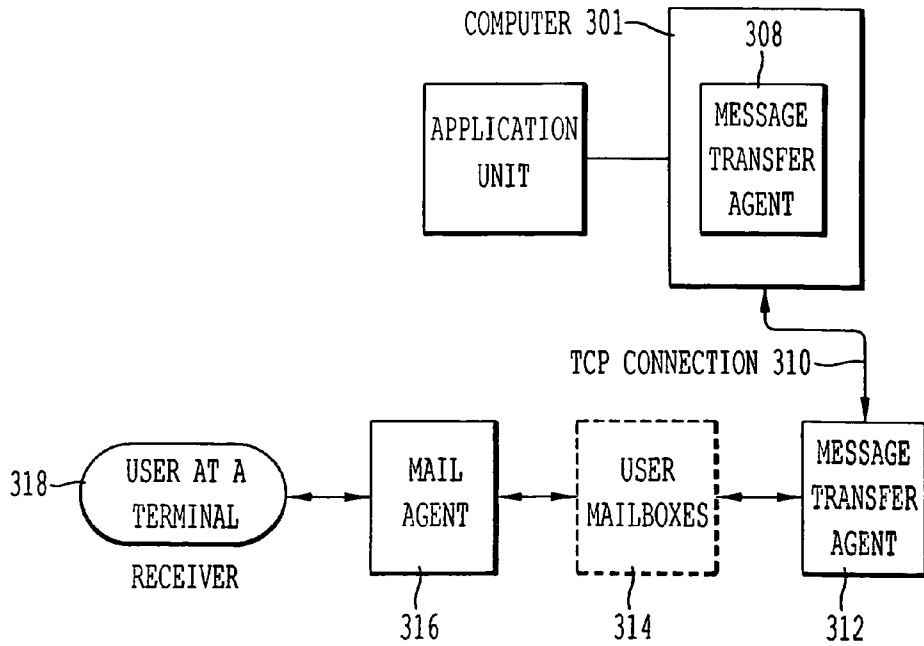 COMPUTER 301
308
APPLICATION
UNIT
MESSAGE
TRANSFER
AGENT
TCP CONNECTION 310
318
USER AT A
TERMINAL
RECEIVER
MAIL
AGENT
316
USER
MAILBOXES
314
MESSAGE
TRANSFER
AGENT
312